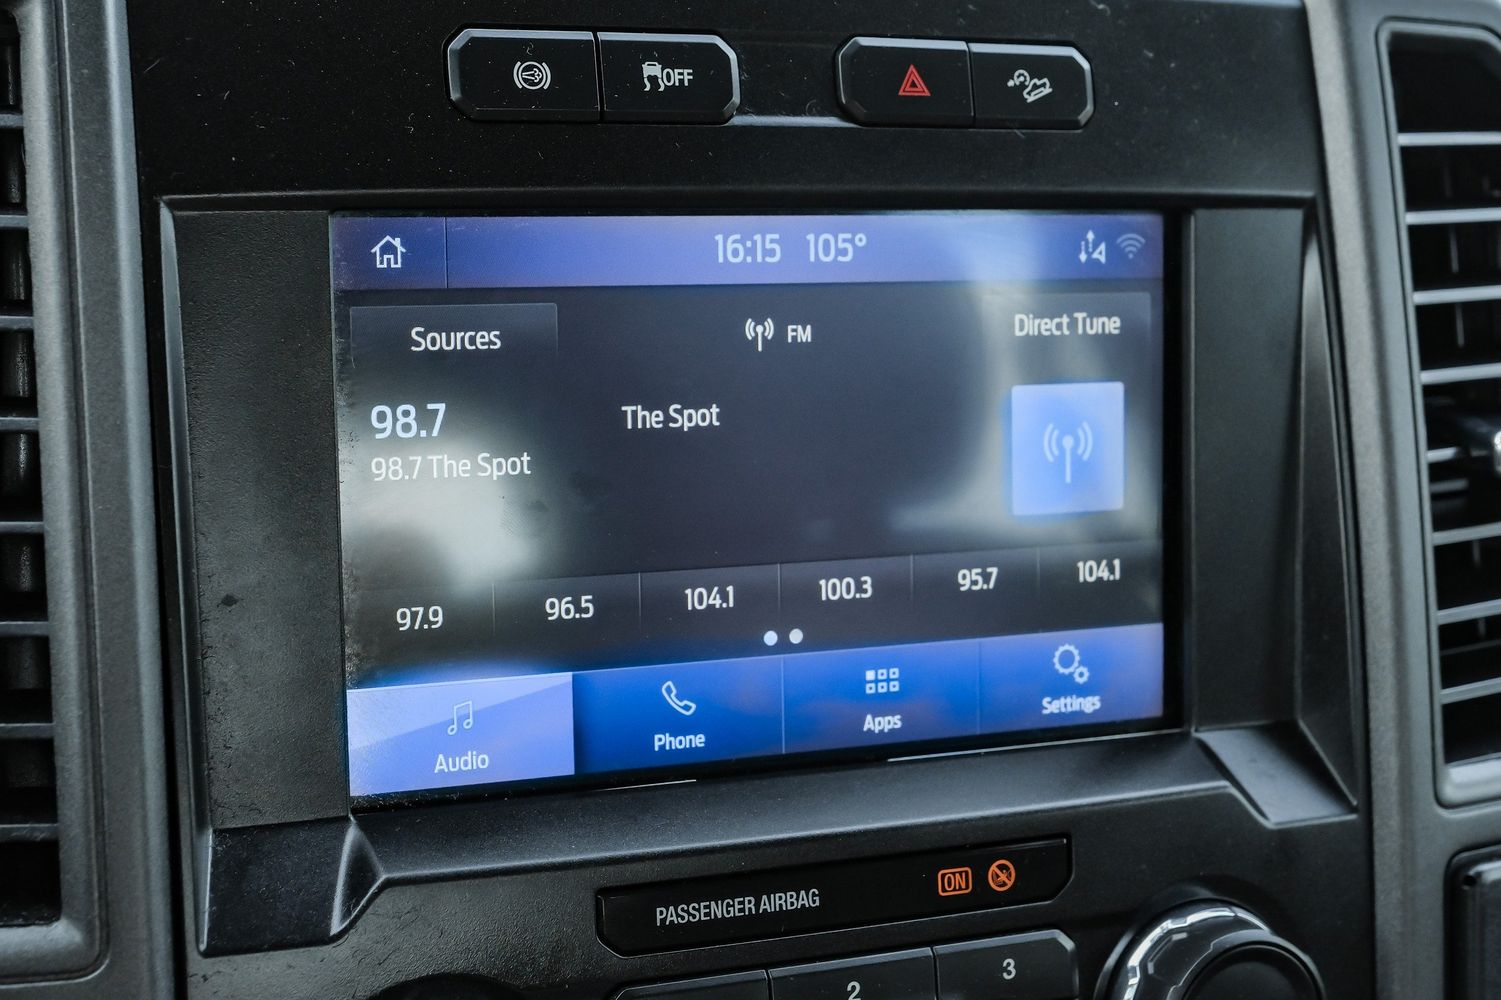 OFF
16:15 105°
Sources
FM
Direct Tune
98.7
The Spot
98.7 The Spot
97.9 96.5 104.1 100.3 95.7 104.1
Audio
Phone
Apps
Settings
PASSENGER AIRBAG
ON
2
3